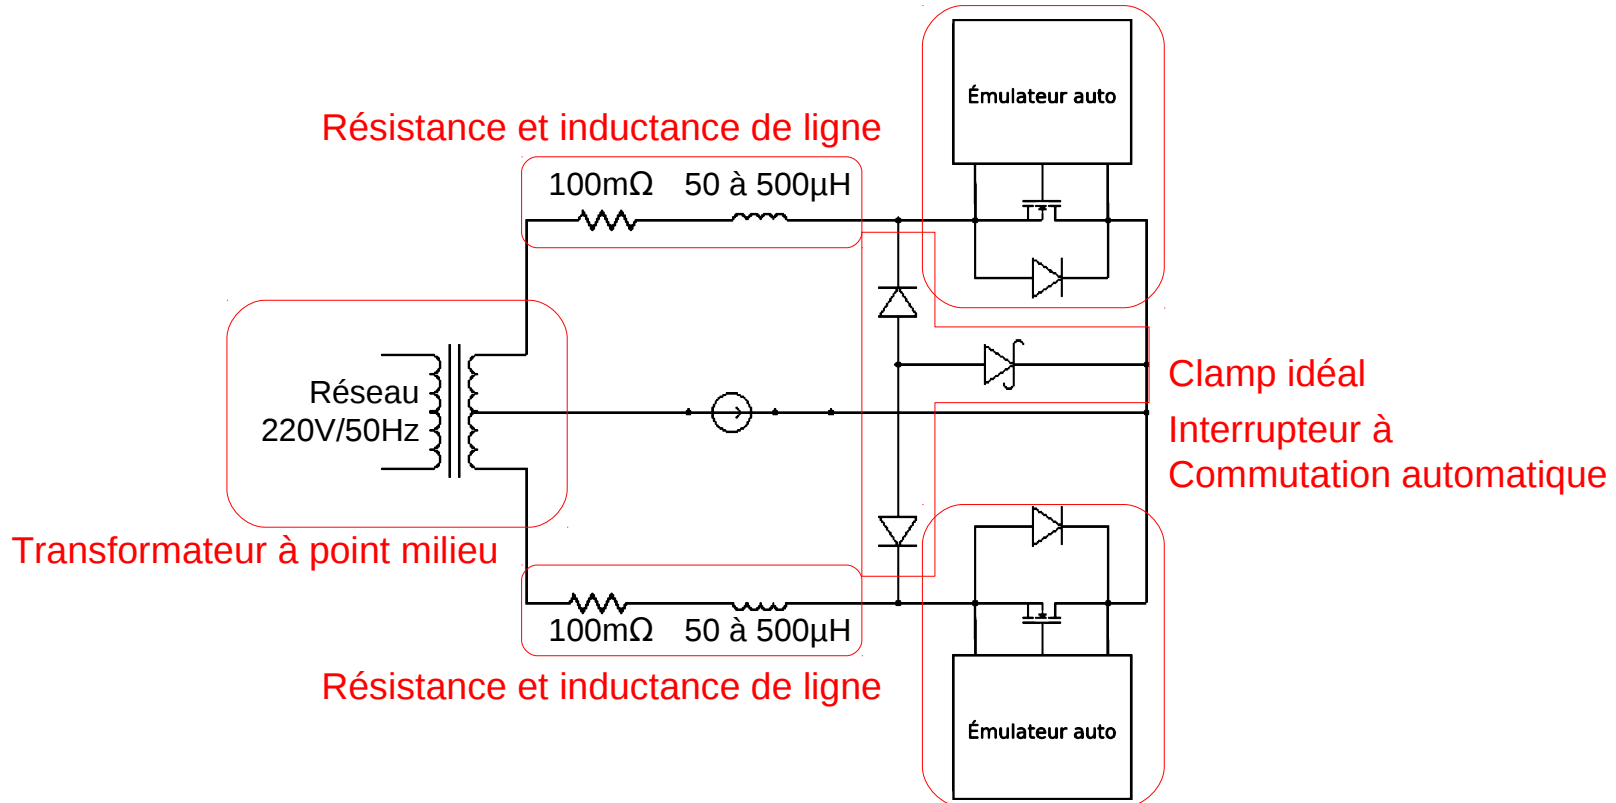 Émulateur auto
Résistance et inductance de ligne
100mΩ 50 à 500µH
Réseau
220V/50Hz
Clamp idéal
Interrupteur à
Commutation automatique
Transformateur à point milieu
100mΩ 50 à 500µH
Résistance et inductance de ligne
Émulateur auto